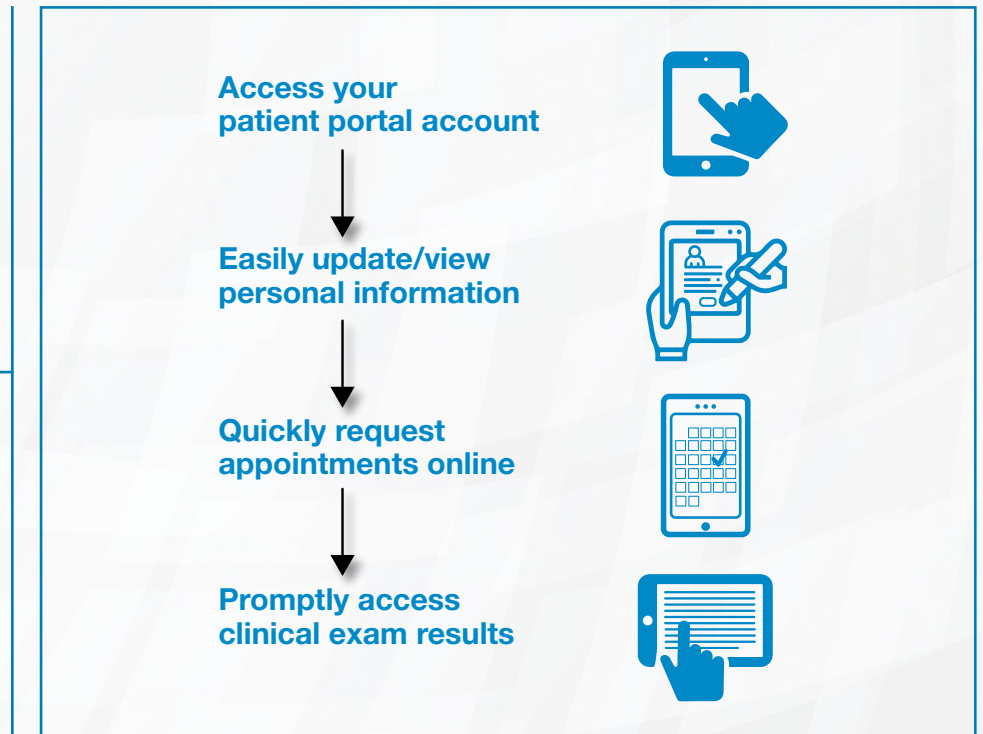 Access your
patient portal account
Easily update/view
personal information
Quickly request
appointments online
Promptly access
clinical exam results